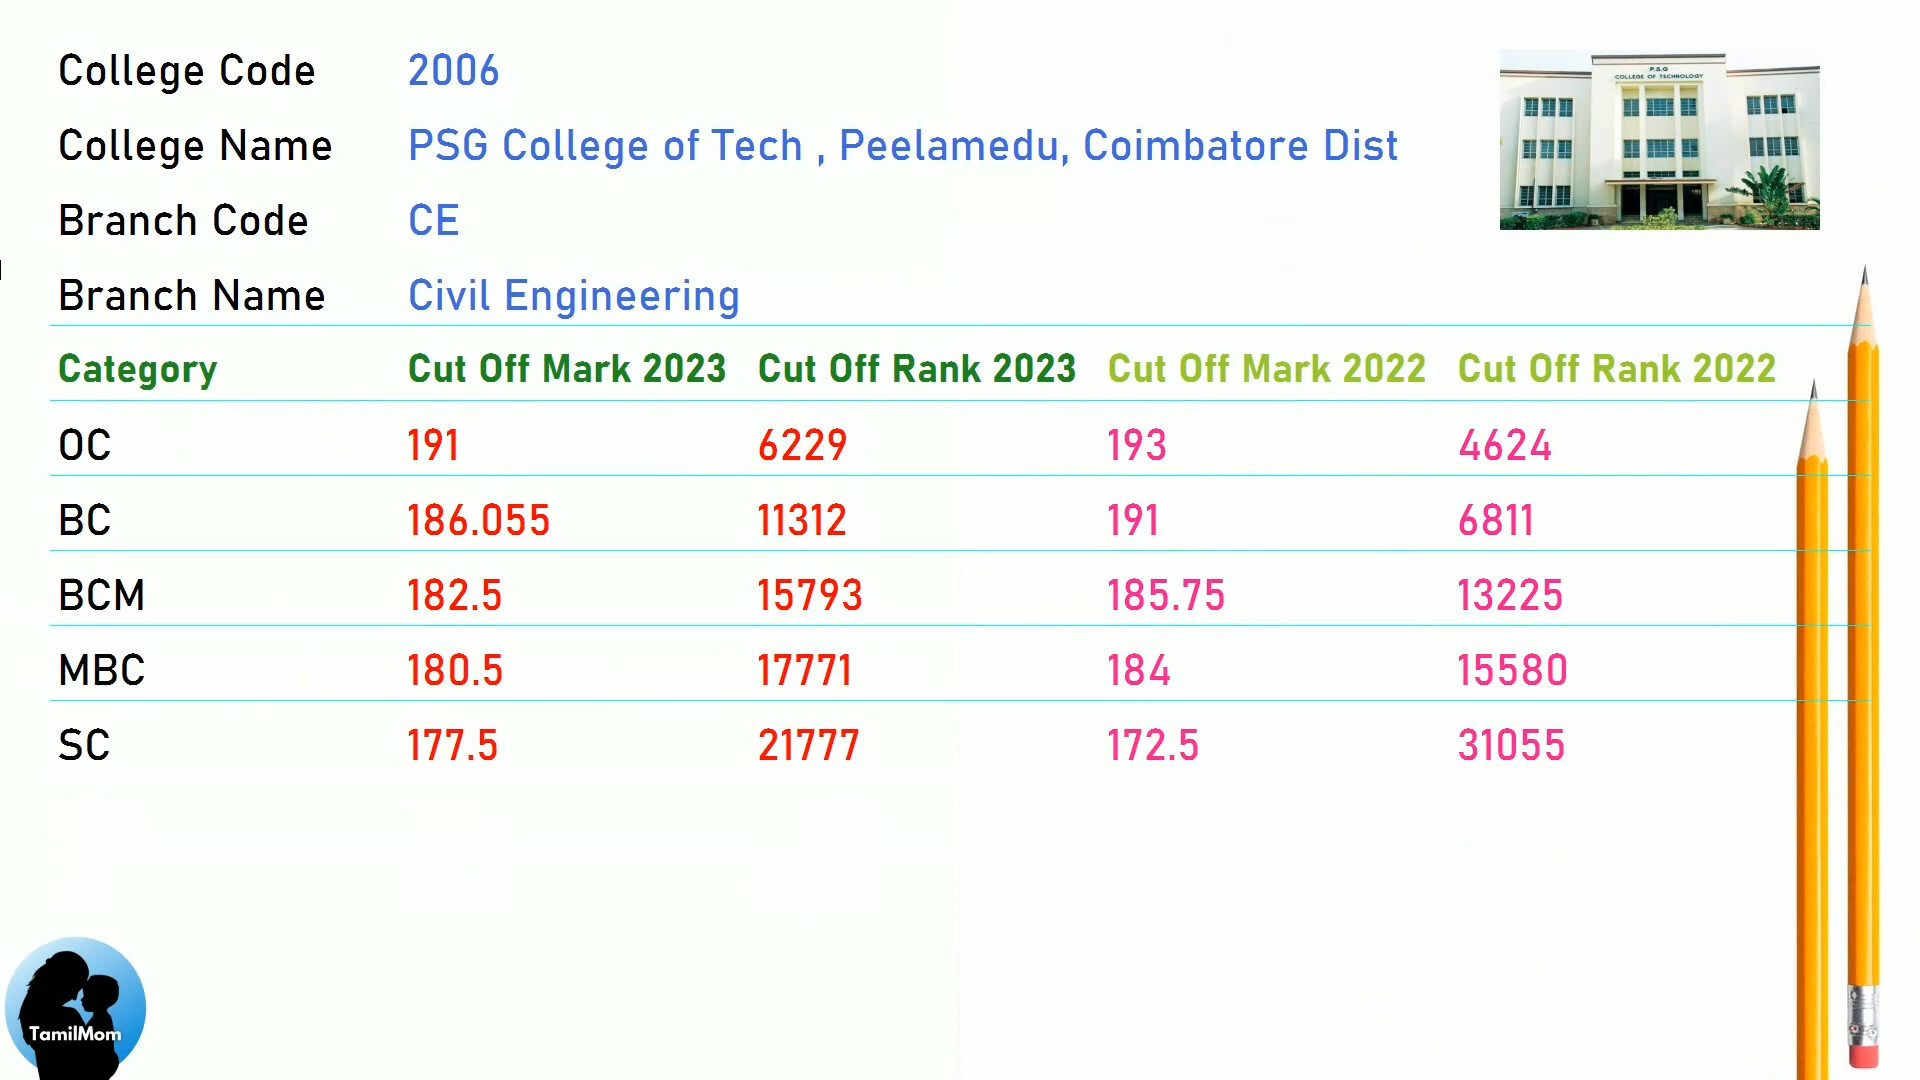 College Code 2006
College Name PSG College of Tech , Peelamedu, Coimbatore Dist
Branch Code CE
Branch Name Civil Engineering
P.S.G
COLLEGE OF TECHNOLOGY
Category Cut Off Mark 2023 Cut Off Rank 2023 Cut Off Mark 2022 Cut Off Rank 2022
OC 191 6229 193 4624
BC 186.055 11312 191 6811
BCM 182.5 15793 185.75 13225
MBC 180.5 17771 184 15580
SC 177.5 21777 172.5 31055
TamilMom